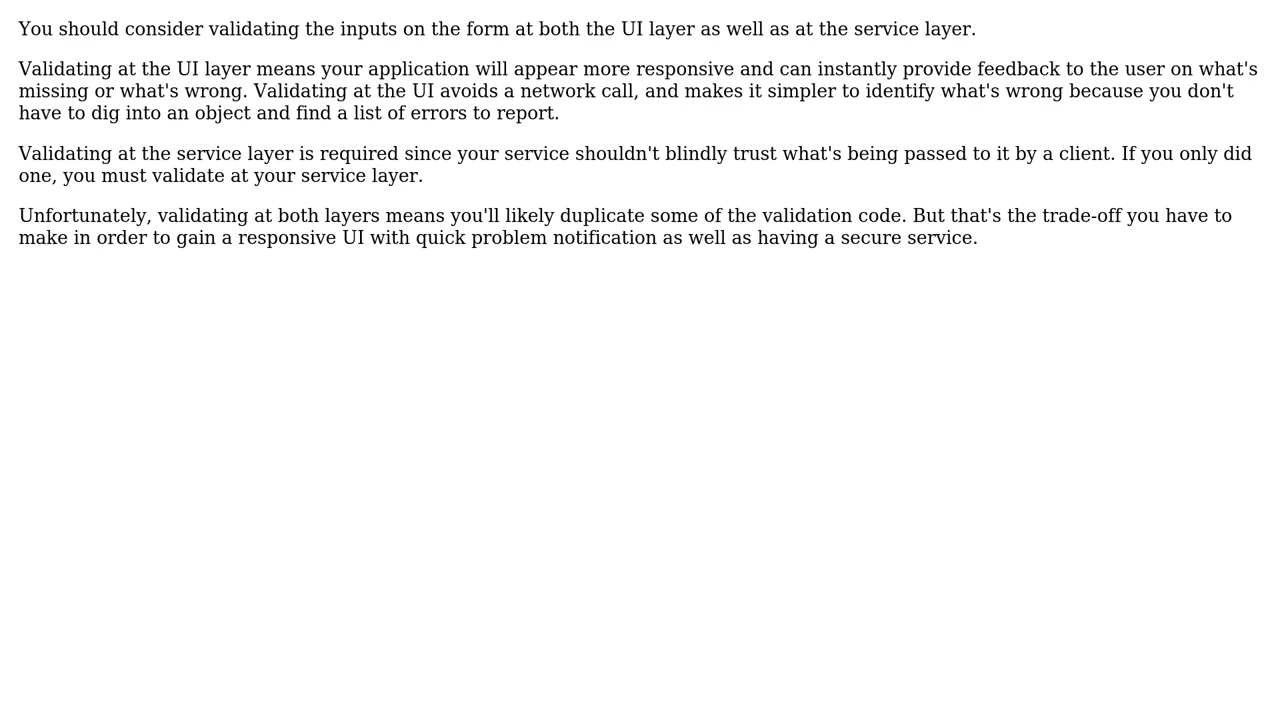 You should consider validating the inputs on the form at both the UI layer as well as at the service layer.
Validating at the UI layer means your application will appear more responsive and can instantly provide feedback to the user on what's
missing or what's wrong. Validating at the UI avoids a network call, and makes it simpler to identify what's wrong because you don't
have to dig into an object and find a list of errors to report.
Validating at the service layer is required since your service shouldn't blindly trust what's being passed to it by a client. If you only did
one, you must validate at your service layer.
Unfortunately, validating at both layers means you'll likely duplicate some of the validation code. But that's the trade-off you have to
make in order to gain a responsive UI with quick problem notification as well as having a secure service.